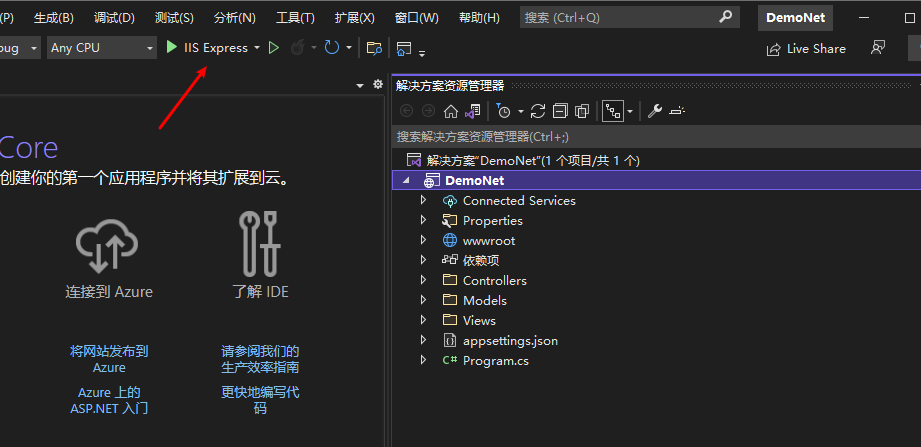 (P) 生成(B) 调试(D) 测试(S) 分析(N) 工具(T) 扩展(X) 窗口(W) 帮助(H) 搜索 (Ctrl+Q) DemoNet
bug Any CPU IIS Express Live Share
解决方案资源管理器
搜索解决方案资源管理器(Ctrl+;)
解决方案"DemoNet"(1 个项目/共 1 个)
DemoNet
Connected Services
Properties
wwwroot
依赖项
Controllers
Models
Views
appsettings.json
C# Program.cs
Core
创建你的第一个应用程序并将其扩展到云。
连接到 Azure
了解 IDE
将网站发布到
Azure
Azure 上的
ASP.NET 入门
请参阅我们的
生产效率指南
更快地编写代
码